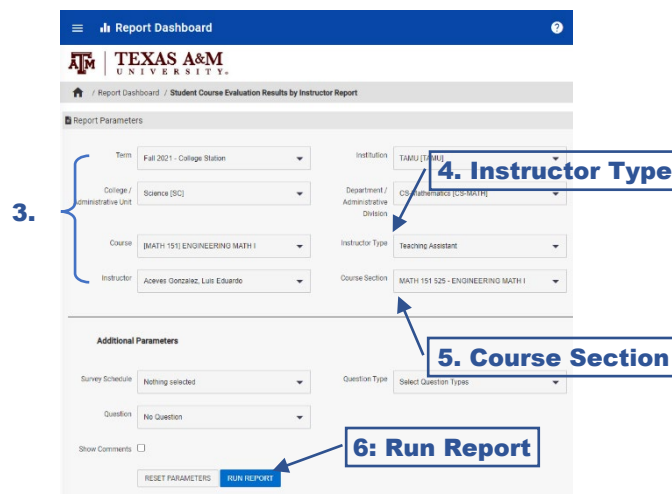 Report Dashboard ?
ĀM | TEXAS A&M
UNIVERSITY®
/ Report Dashboard / Student Course Evaluation Results by Instructor Report
Report Parameters
Term Fall 2021 - College Station Institution TAMU [TAMU]
4. Instructor Type
College / Administrative Unit Science [SC] Department / Administrative Division CS-Mathematics [CS-MATH]
3.
Course [MATH 151] ENGINEERING MATH I Instructor Type Teaching Assistant
Instructor Aceves Gonzalez, Luis Eduardo Course Section MATH 151 525 - ENGINEERING MATH I
Additional Parameters
5. Course Section
Survey Schedule Nothing selected Question Type Select Question Types
Question No Question
Show Comments
6: Run Report
RESET PARAMETERS RUN REPORT